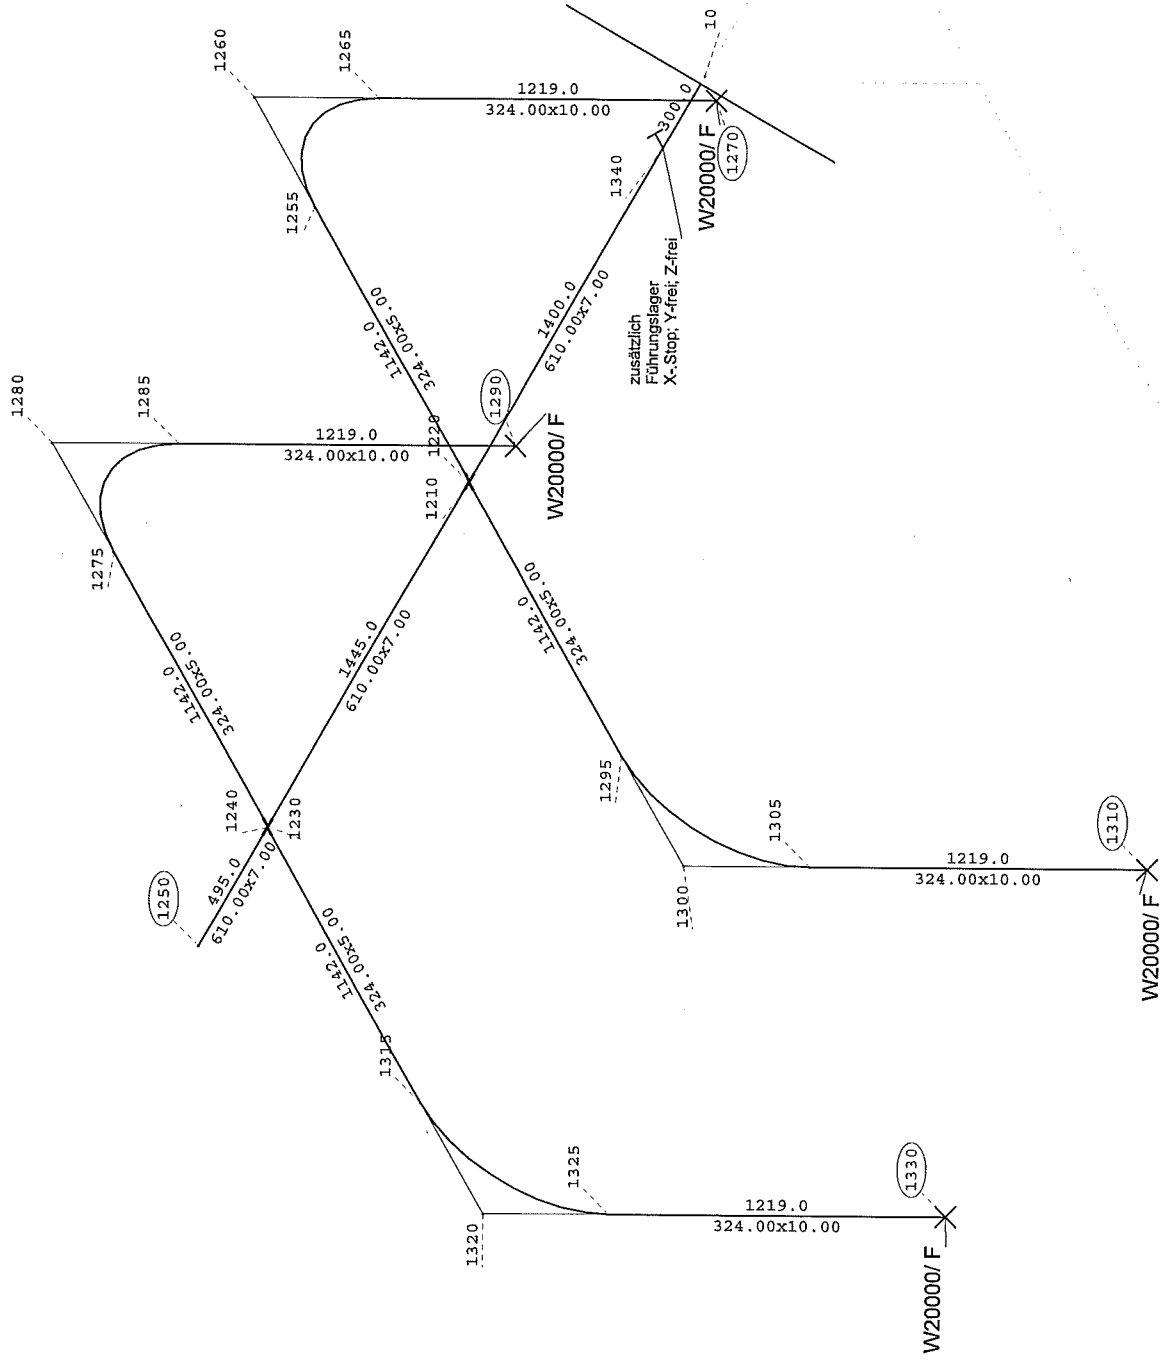 1260
1265
10
1219.0
324.00x10.00
300.0
W20000/ F
1270
1340
1255
zusätzlich
Führungslager
X-.Stop; Y-frei; Z-frei
1142.0
324.00x5.00
1400.0
610.00x7.00
1280
1285
1290
1219.0
324.00x10.00
1220
W20000/ F
1210
1275
1142.0
324.00x5.00
1445.0
610.00x7.00
1142.0
324.00x5.00
1240
1230
1250
495.0
610.00x7.00
1295
1305
1310
1300
1219.0
324.00x10.00
W20000/ F
1142.0
324.00x5.00
1315
1325
1330
1320
1219.0
324.00x10.00
W20000/ F